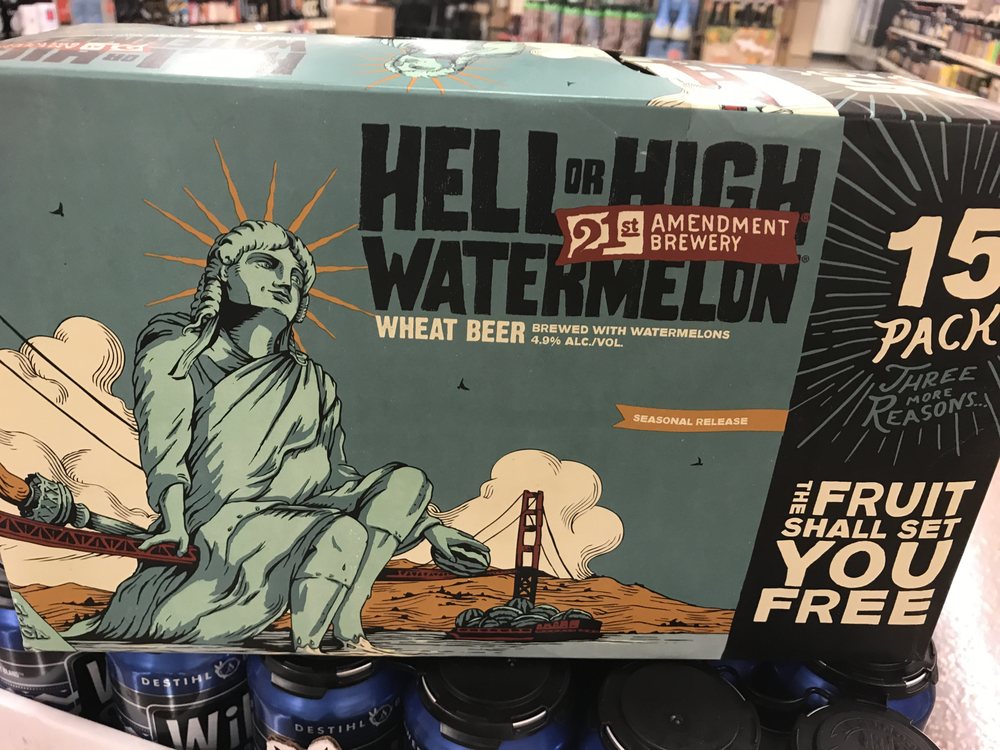 HELL OR HIGH
21st AMENDMENT
BREWERY
WATERMELON
WHEAT BEER BREWED WITH WATERMELONS
4.9% ALC./VOL.
SEASONAL RELEASE
15
PACK
THREE
MORE
REASONS...
THE FRUIT
SHALL SET
YOU
FREE
DESTIHL
Wil
DESTIHL